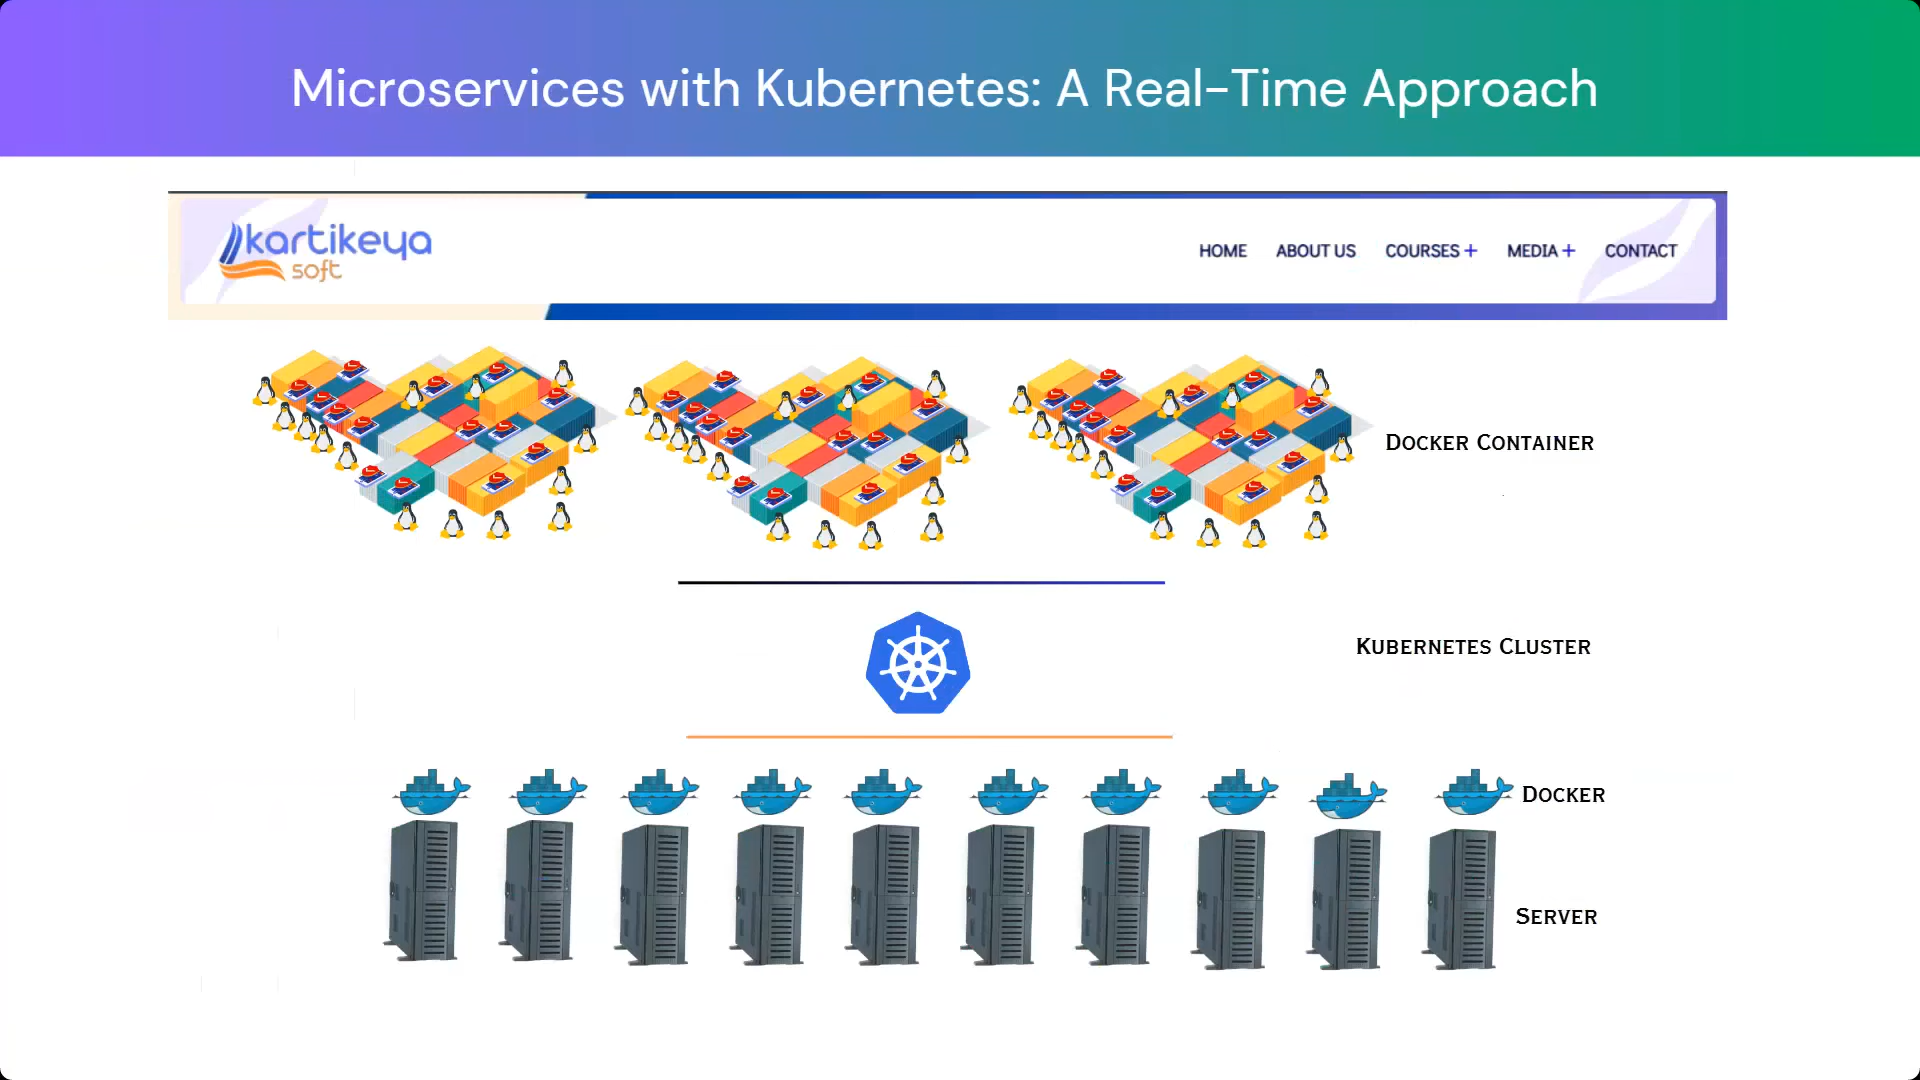 Microservices with Kubernetes: A Real-Time Approach
kartikeya
soft
HOME ABOUT US COURSES + MEDIA + CONTACT
DOCKER CONTAINER
KUBERNETES CLUSTER
DOCKER
SERVER